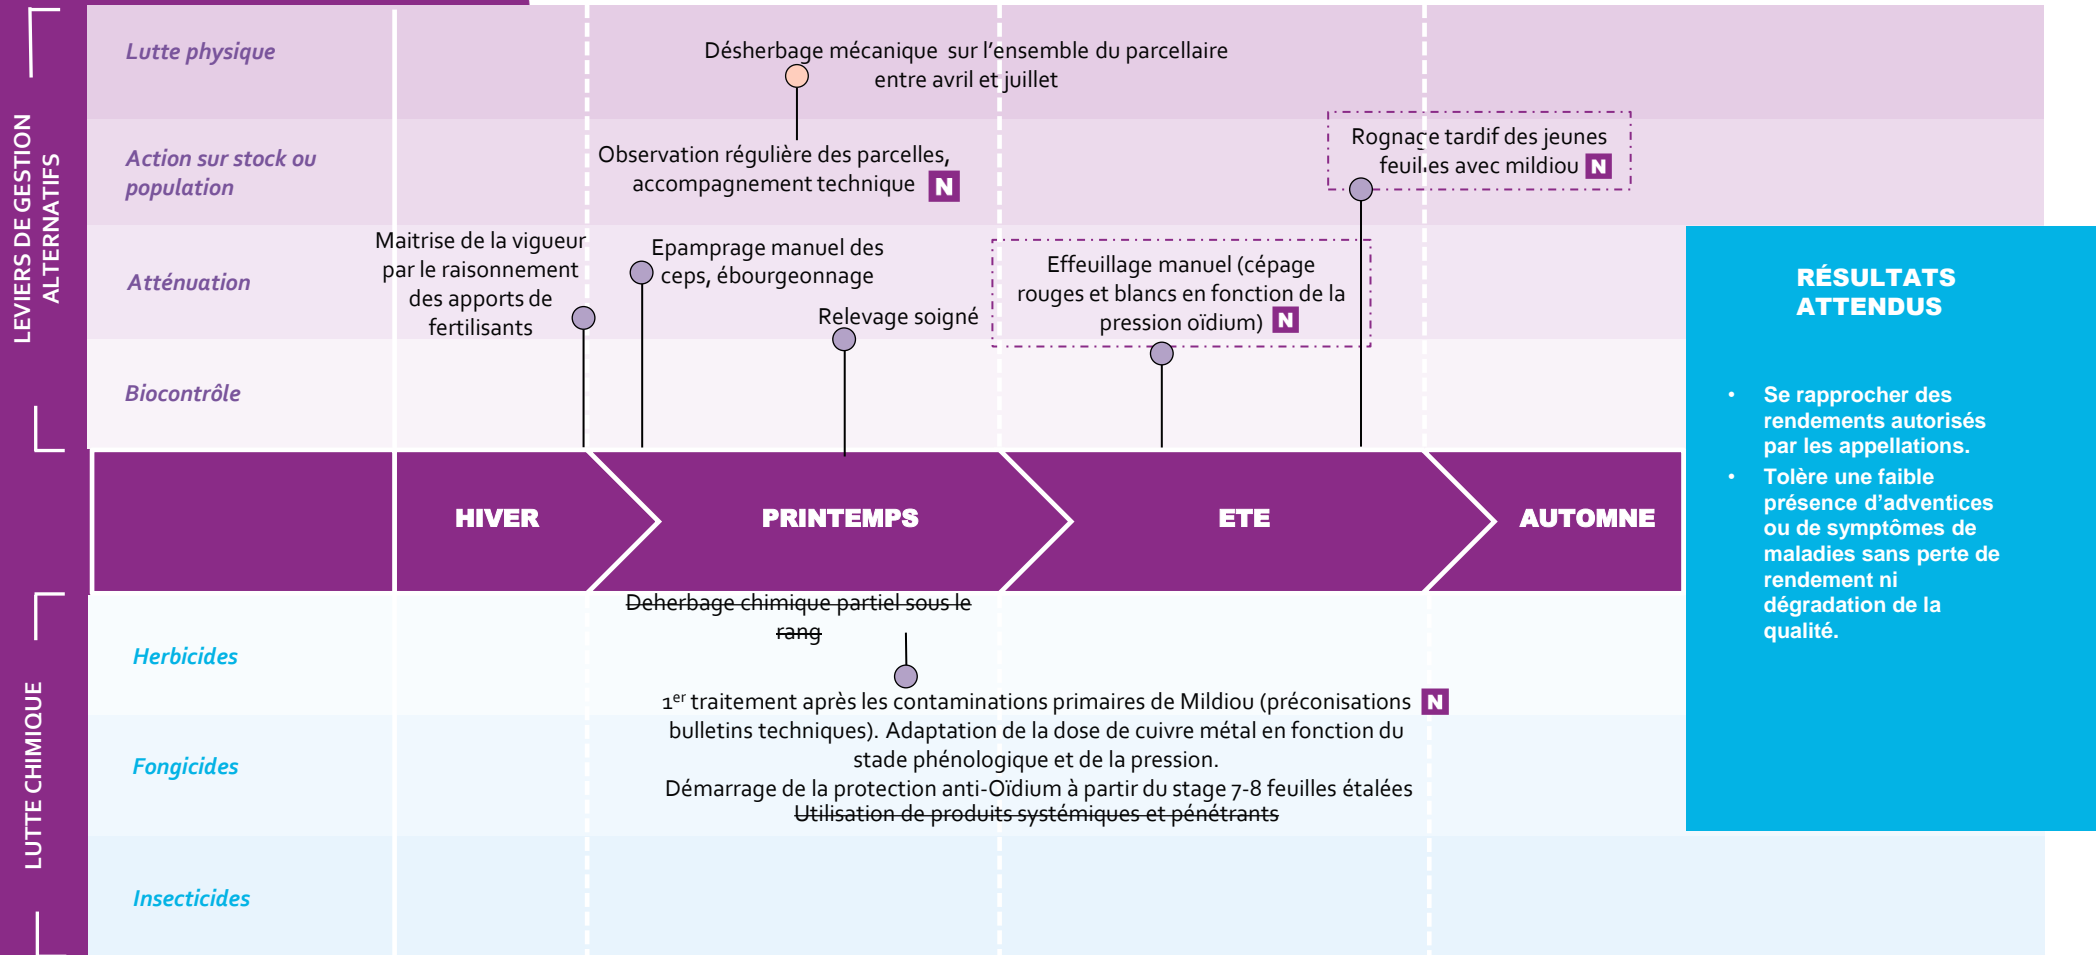 LEVIERS DE GESTION
ALTERNATIFS
Lutte physique
Désherbage mécanique sur l'ensemble du parcellaire
entre avril et juillet
Action sur stock ou
population
Observation régulière des parcelles,
accompagnement technique N
Rognage tardif des jeunes
feuilles avec mildiou N
Atténuation
Maitrise de la vigueur
par le raisonnement
des apports de
fertilisants
Epamprage manuel des
ceps, ébourgeonnage
Relevage soigné
Effeuillage manuel (cépage
rouges et blancs en fonction de la
pression oïdium) N
Biocontrôle
HIVER
PRINTEMPS
ETE
AUTOMNE
RÉSULTATS
ATTENDUS
• Se rapprocher des
rendements autorisés
par les appellations.
• Tolère une faible
présence d'adventices
ou de symptômes de
maladies sans perte de
rendement ni
dégradation de la
qualité.
LUTTE CHIMIQUE
Herbicides
Deherbage chimique partiel sous le
rang
Fongicides
1er traitement après les contaminations primaires de Mildiou (préconisations N
bulletins techniques). Adaptation de la dose de cuivre métal en fonction du
stade phénologique et de la pression.
Démarrage de la protection anti-Oïdium à partir du stage 7-8 feuilles étalées
Utilisation de produits systémiques et pénétrants
Insecticides